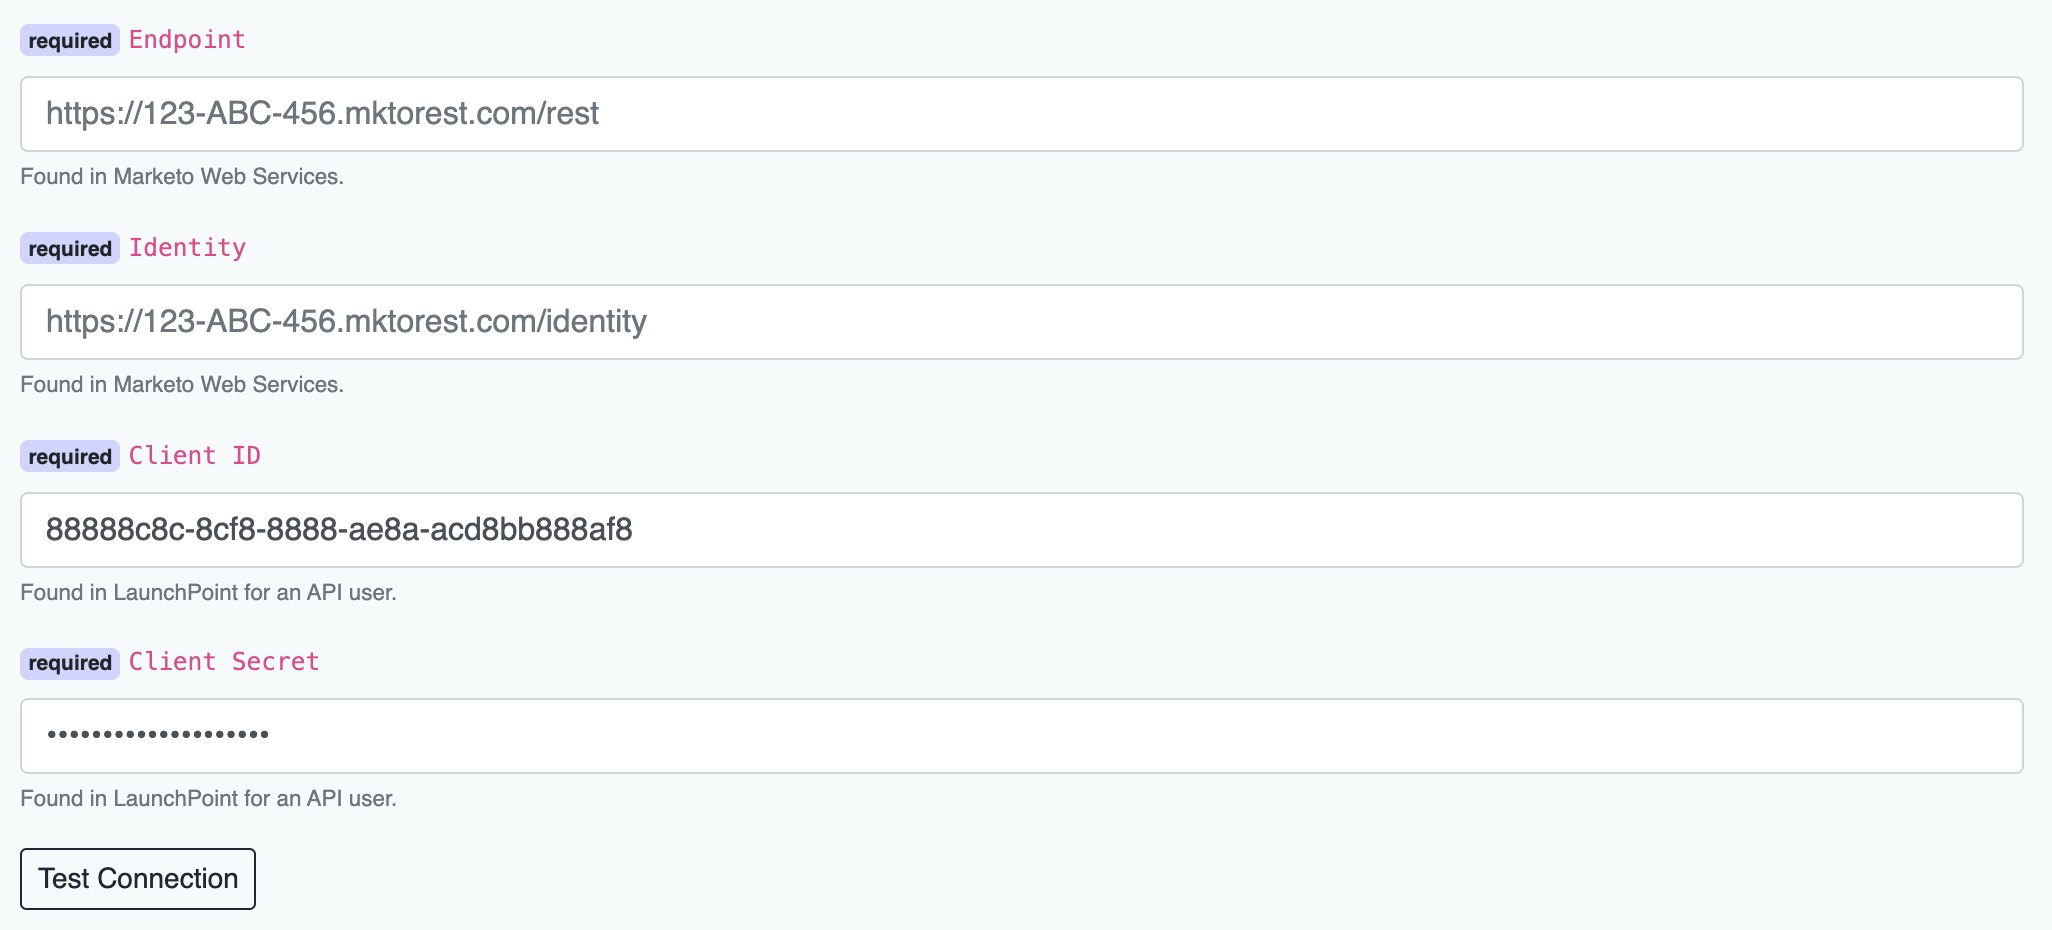 required Endpoint
https://123-ABC-456.mktorest.com/rest
Found in Marketo Web Services.
required Identity
https://123-ABC-456.mktorest.com/identity
Found in Marketo Web Services.
required Client ID
88888c8c-8cf8-8888-ae8a-acd8bb888af8
Found in LaunchPoint for an API user.
required Client Secret
••••••••••••••••••••
Found in LaunchPoint for an API user.
Test Connection